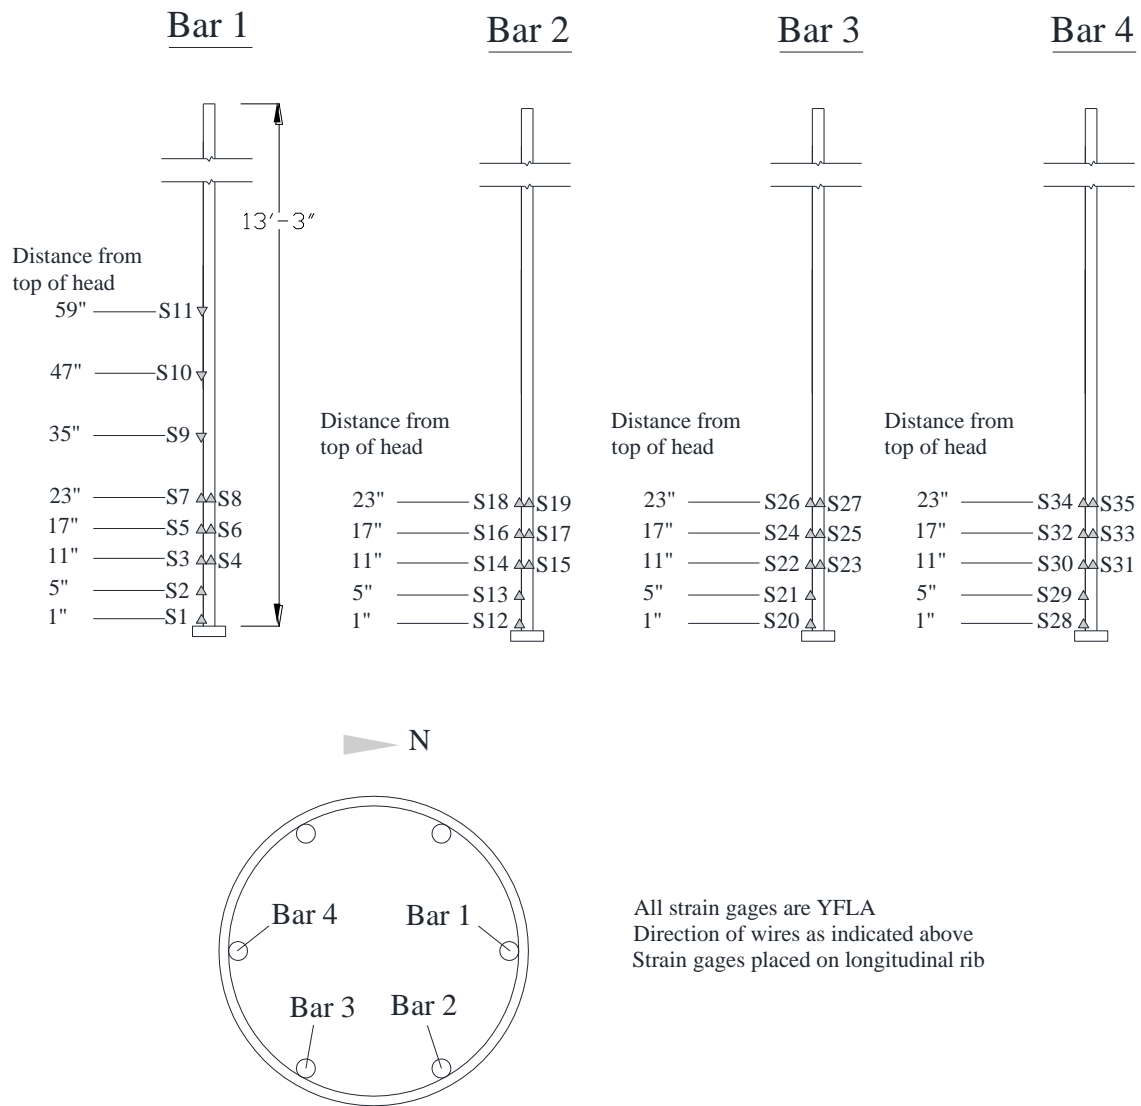 Bar 1
Bar 2
Bar 3
Bar 4
13'-3"
Distance from
top of head
59" S11
47" S10
35" S9
23" S7 S8
17" S5 S6
11" S3 S4
5" S2
1" S1
Distance from
top of head
23" S18 S19
17" S16 S17
11" S14 S15
5" S13
1" S12
Distance from
top of head
23" S26 S27
17" S24 S25
11" S22 S23
5" S21
1" S20
Distance from
top of head
23" S34 S35
17" S32 S33
11" S30 S31
5" S29
1" S28
N
Bar 4
Bar 1
Bar 3
Bar 2
All strain gages are YFLA
Direction of wires as indicated above
Strain gages placed on longitudinal rib